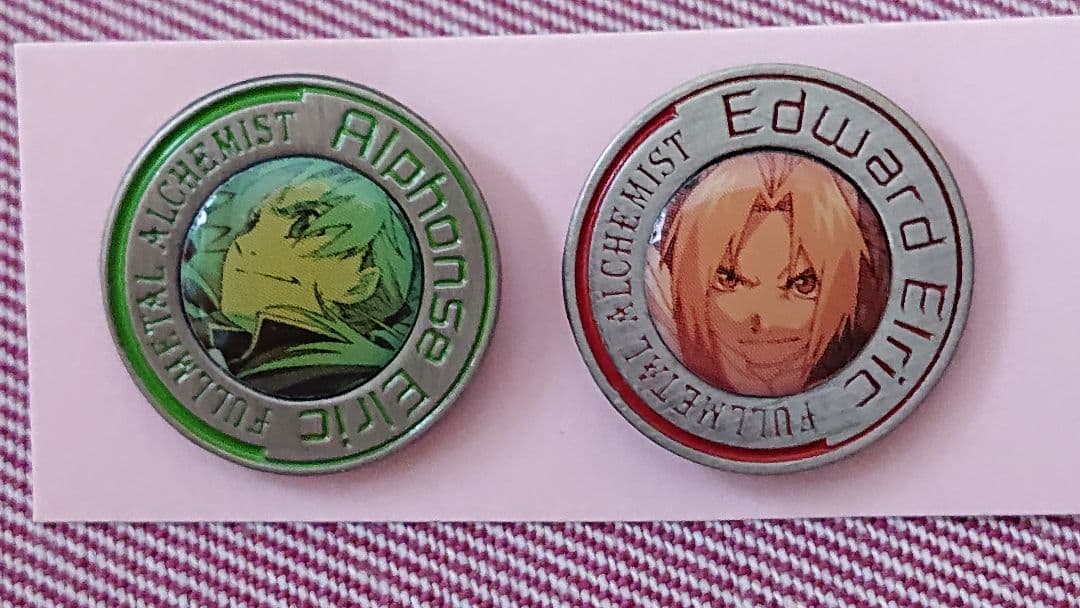 FULLMETAL ALCHEMIST
Alphonse Elric
FULLMETAL ALCHEMIST
Edward Elric